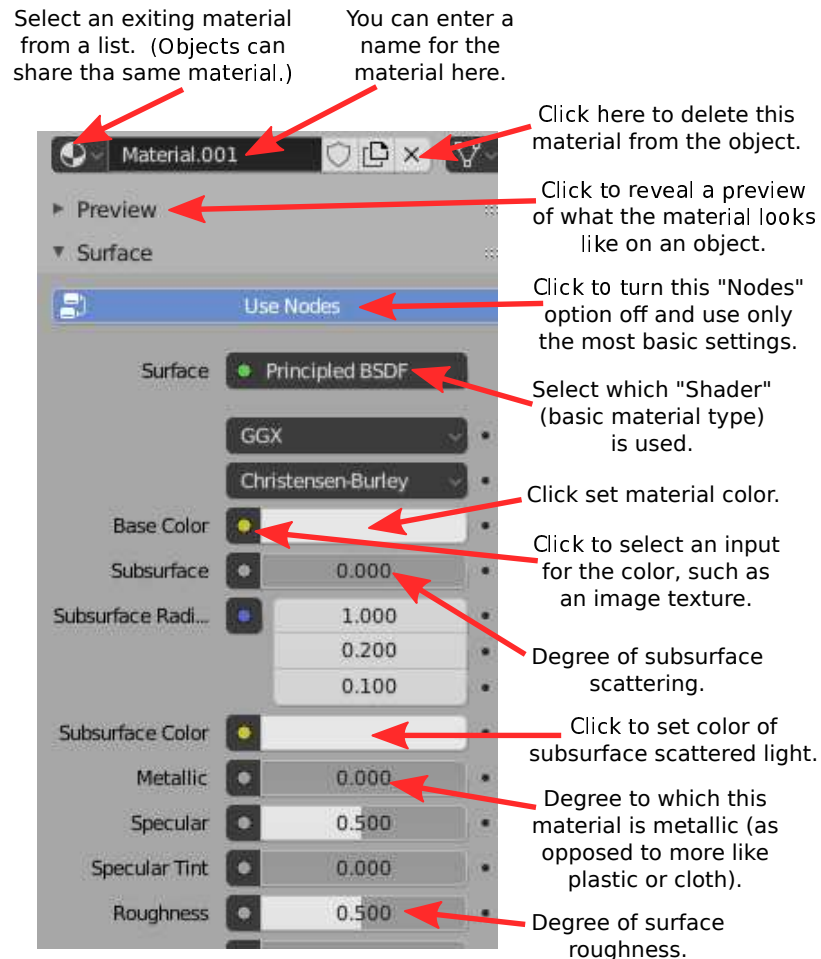 Select an exiting material
from a list.  (Objects can
share tha same material.)
You can enter a
name for the
material here.
Click here to delete this
material from the object.
Material.001
Click to reveal a preview
of what the material looks
like on an object.
Preview
Surface
Click to turn this "Nodes"
option off and use only
the most basic settings.
Use Nodes
Surface
Principled BSDF
Select which "Shader"
(basic material type)
is used.
GGX
Christensen-Burley
Click set material color.
Base Color
Click to select an input
for the color, such as
an image texture.
Subsurface
0.000
Subsurface Radi...
1.000
0.200
0.100
Degree of subsurface
scattering.
Subsurface Color
Click to set color of
subsurface scattered light.
Metallic
0.000
Degree to which this
material is metallic (as
opposed to more like
plastic or cloth).
Specular
0.500
Specular Tint
0.000
Roughness
0.500
Degree of surface
roughness.